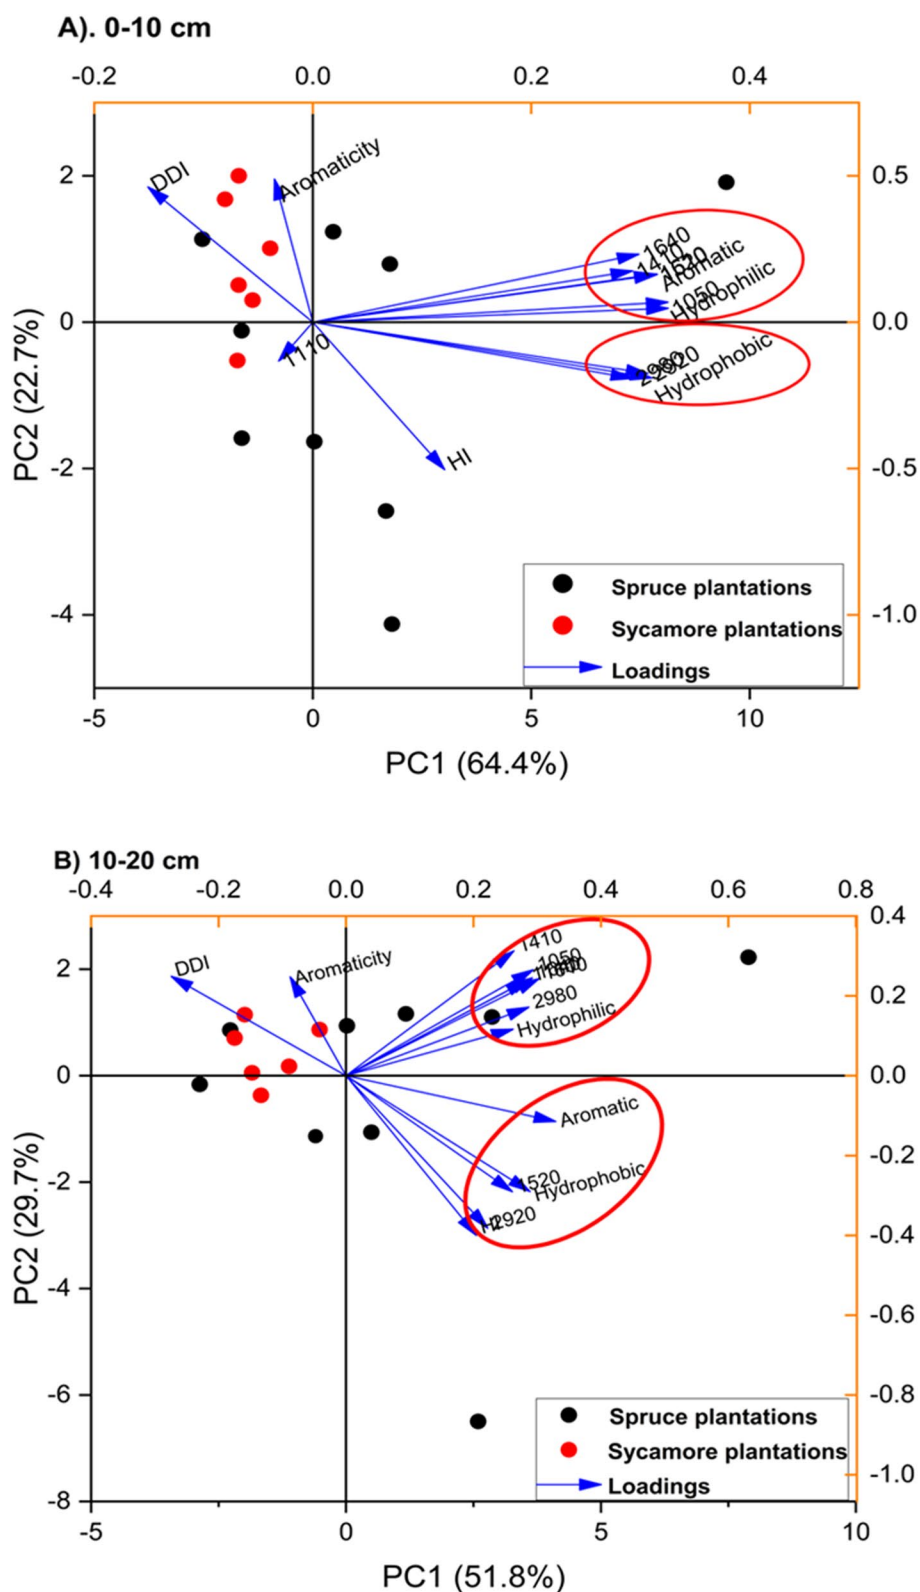 A). 0-10 cm
-0.2 0.0 0.2 0.4
DDI
Aromaticity
1640
1410
1520
Aromatic
1050
Hydrophilic
2980
2920
Hydrophobic
1110
HI
2
0
-2
-4
0.5
0.0
-0.5
-1.0
PC2 (22.7%)
Spruce plantations
Sycamore plantations
Loadings
-5 0 5 10
PC1 (64.4%)
B) 10-20 cm
-0.4 -0.2 0.0 0.2 0.4 0.6 0.8
DDI
Aromaticity
1410
1050
1640
2980
Hydrophilic
Aromatic
1520
Hydrophobic
2920
HI
2
0
-2
-4
-6
-8
0.4
0.2
0.0
-0.2
-0.4
-0.6
-0.8
-1.0
PC2 (29.7%)
Spruce plantations
Sycamore plantations
Loadings
-5 0 5 10
PC1 (51.8%)